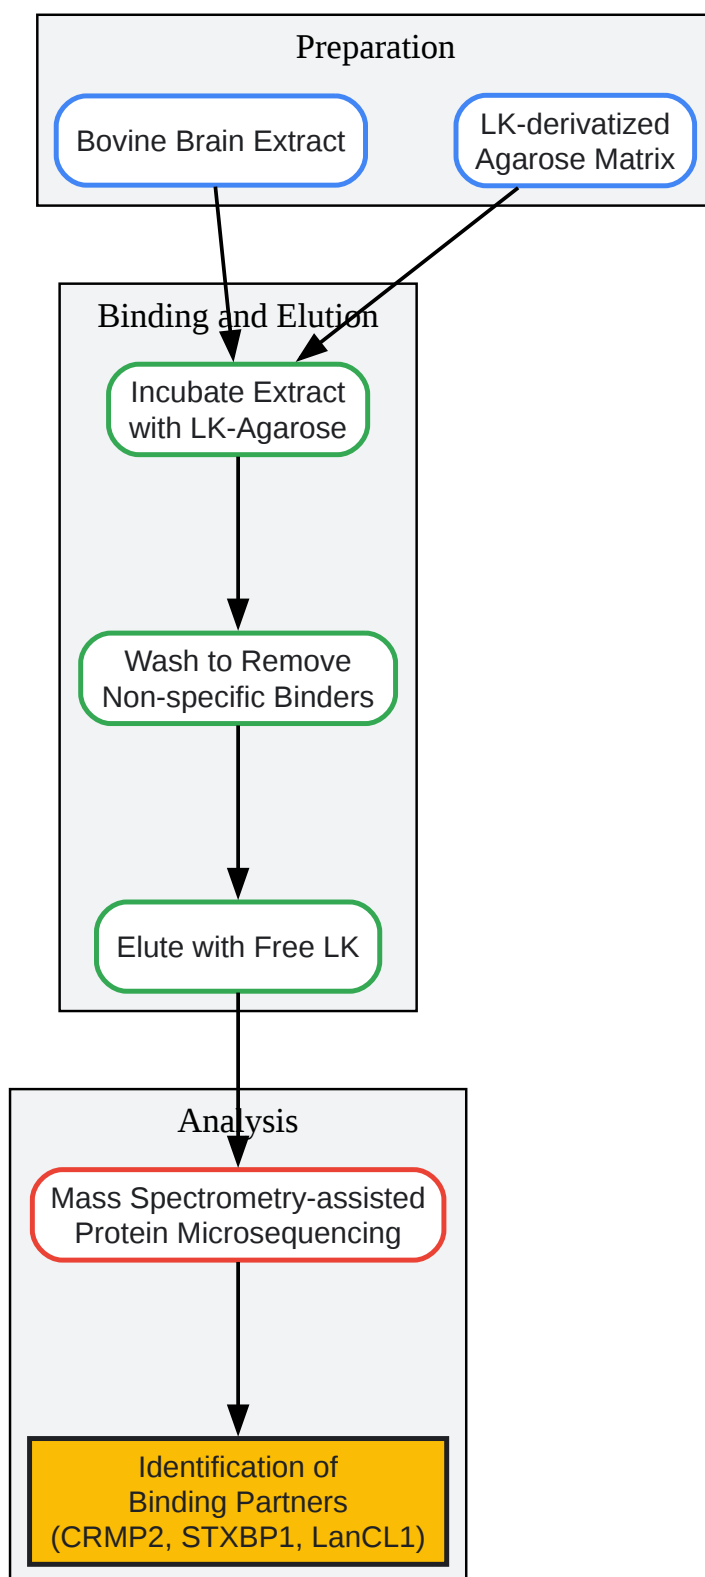 Preparation
Bovine Brain Extract
LK-derivatized
Agarose Matrix
Binding and Elution
Incubate Extract
with LK-Agarose
Wash to Remove
Non-specific Binders
Elute with Free LK
Analysis
Mass Spectrometry-assisted
Protein Microsequencing
Identification of
Binding Partners
(CRMP2, STXBP1, LanCL1)